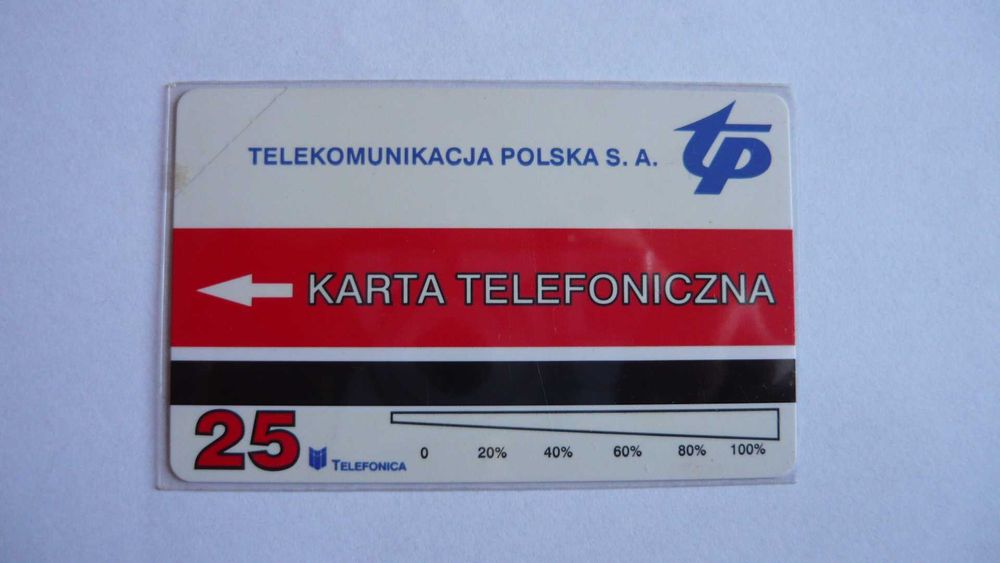 TELEKOMUNIKACJA POLSKA S. A.
tp
KARTA TELEFONICZNA
25
TELEFONICA
0 20% 40% 60% 80% 100%